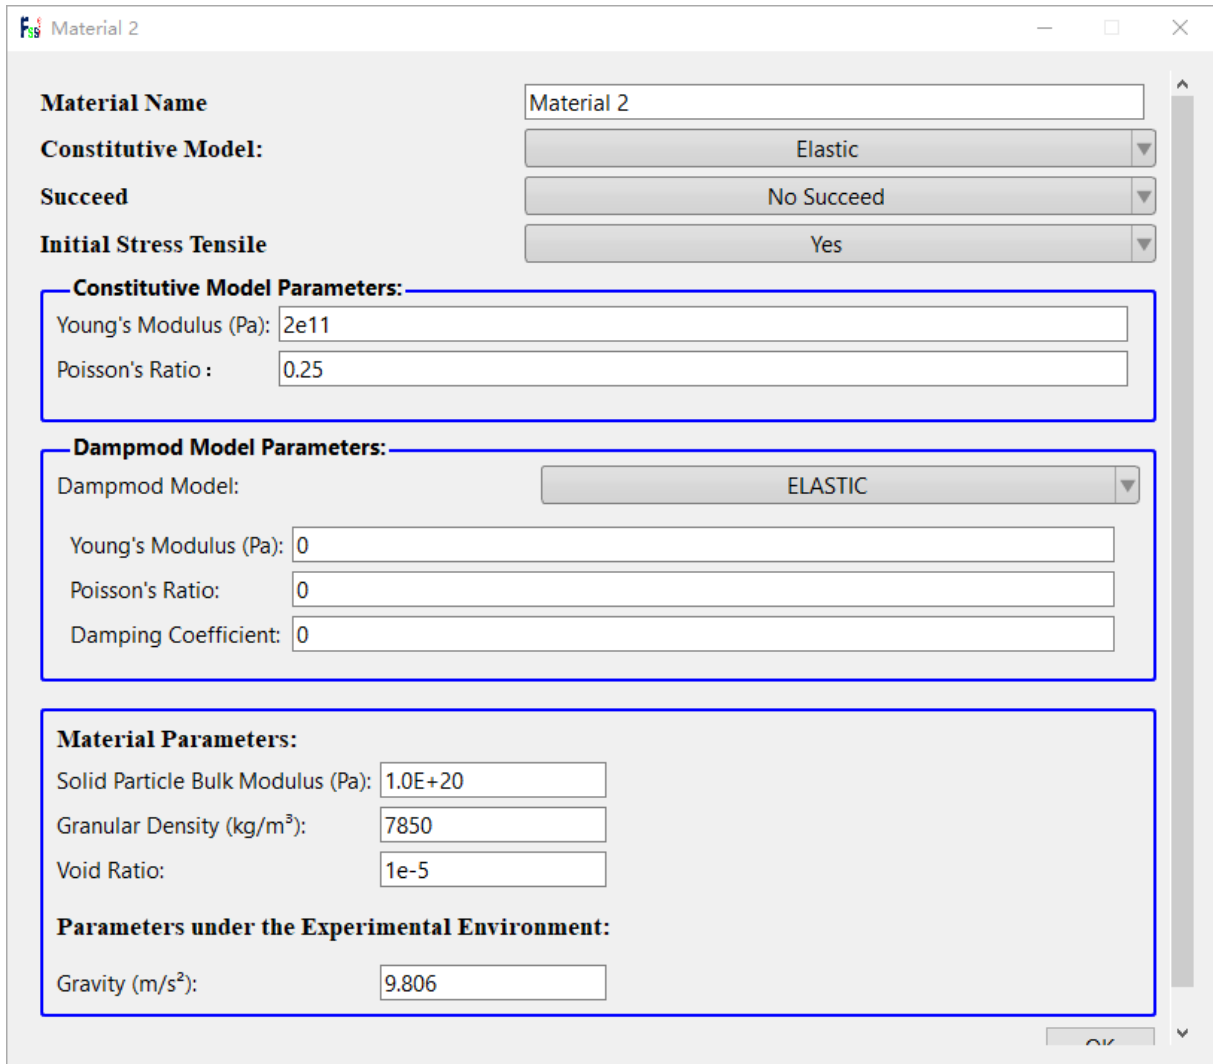 Fss Material 2
Material Name Material 2
Constitutive Model: Elastic
Succeed No Succeed
Initial Stress Tensile Yes
Constitutive Model Parameters:
Young's Modulus (Pa): 2e11
Poisson's Ratio： 0.25
Dampmod Model Parameters:
Dampmod Model: ELASTIC
Young's Modulus (Pa): 0
Poisson's Ratio: 0
Damping Coefficient: 0
Material Parameters:
Solid Particle Bulk Modulus (Pa): 1.0E+20
Granular Density (kg/m³): 7850
Void Ratio: 1e-5
Parameters under the Experimental Environment:
Gravity (m/s²): 9.806
OK